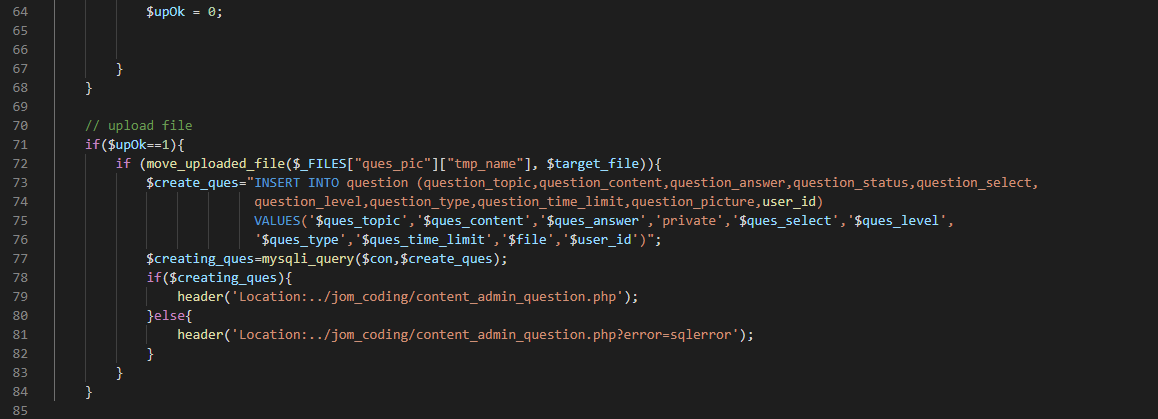 64 $upOk = 0;
65
66
67 }
68 }
69
70 // upload file
71 if($upOk==1){
72 if (move_uploaded_file($_FILES["ques_pic"]["tmp_name"], $target_file)){
73 $create_ques="INSERT INTO question (question_topic,question_content,question_answer,question_status,question_select,
74 question_level,question_type,question_time_limit,question_picture,user_id)
75 VALUES('$ques_topic','$ques_content','$ques_answer','private','$ques_select','$ques_level',
76 '$ques_type','$ques_time_limit','$file','$user_id')";
77 $creating_ques=mysqli_query($con,$create_ques);
78 if($creating_ques){
79 header('Location:../jom_coding/content_admin_question.php');
80 }else{
81 header('Location:../jom_coding/content_admin_question.php?error=sqlerror');
82 }
83 }
84 }
85